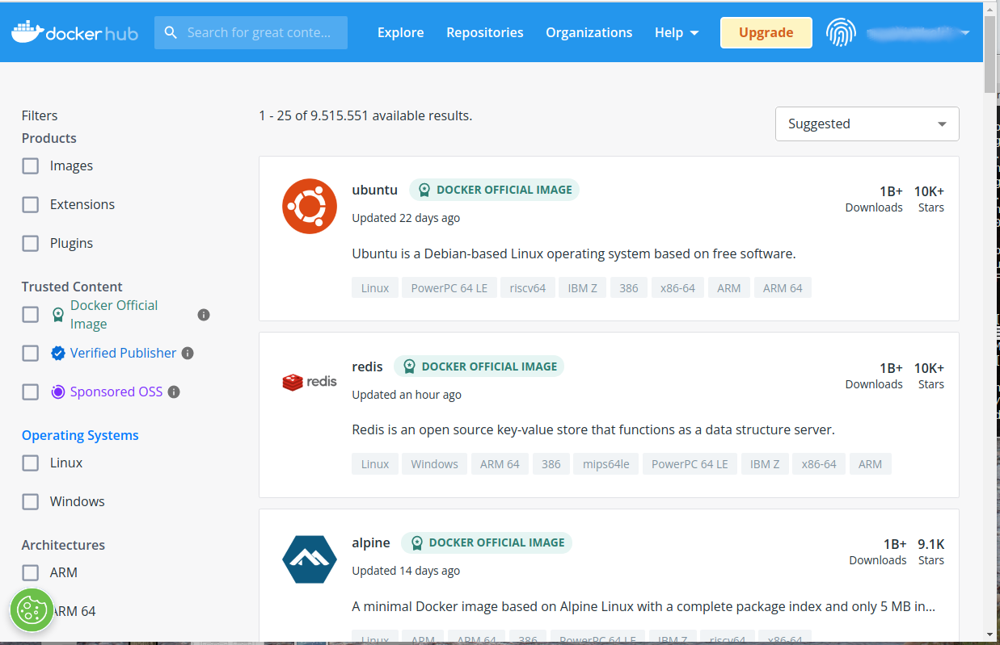 docker hub
Search for great conte...
Explore Repositories Organizations Help Upgrade
Filters
Products
Images
Extensions
Plugins
Trusted Content
Docker Official
Image
Verified Publisher
Sponsored OSS
Operating Systems
Linux
Windows
Architectures
ARM
ARM 64
1 - 25 of 9.515.551 available results.
Suggested
ubuntu DOCKER OFFICIAL IMAGE
1B+ 10K+
Downloads Stars
Updated 22 days ago
Ubuntu is a Debian-based Linux operating system based on free software.
Linux PowerPC 64 LE riscv64 IBM Z 386 x86-64 ARM ARM 64
redis
redis DOCKER OFFICIAL IMAGE
1B+ 10K+
Downloads Stars
Updated an hour ago
Redis is an open source key-value store that functions as a data structure server.
Linux Windows ARM 64 386 mips64le PowerPC 64 LE IBM Z x86-64 ARM
alpine DOCKER OFFICIAL IMAGE
1B+ 9.1K
Downloads Stars
Updated 14 days ago
A minimal Docker image based on Alpine Linux with a complete package index and only 5 MB in...
Linux ARM ARM 64 386 PowerPC 64 LE IBM Z riscv64 x86-64